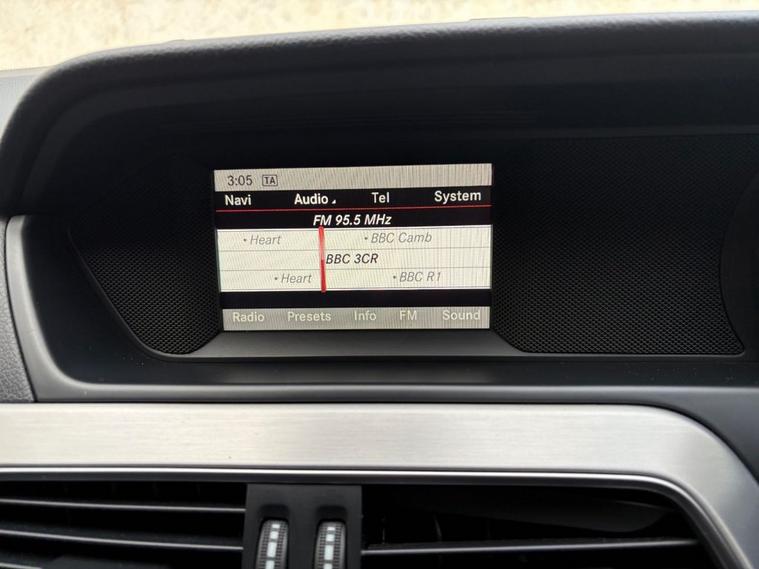 3:05 TA
Navi Audio Tel System
FM 95.5 MHz
• Heart • BBC Camb
BBC 3CR
• Heart • BBC R1
Radio Presets Info FM Sound